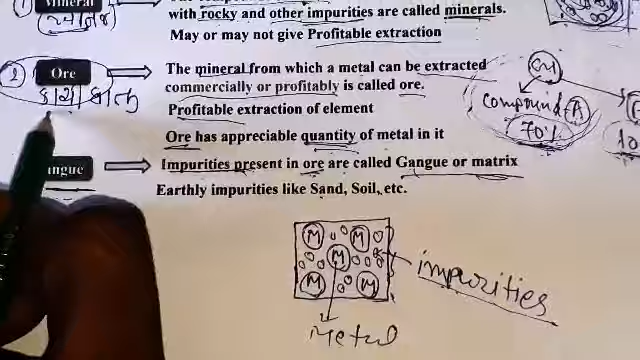 Mineral
with rocky and other impurities are called minerals.
May or may not give Profitable extraction
2 Ore
The mineral from which a metal can be extracted
commercially or profitably is called ore.
Profitable extraction of element
Ore has appreciable quantity of metal in it
Impurities present in ore are called Gangue or matrix
Earthly impurities like Sand, Soil, etc.
compound-A
70%
M M
M
M M
impurities
Metal